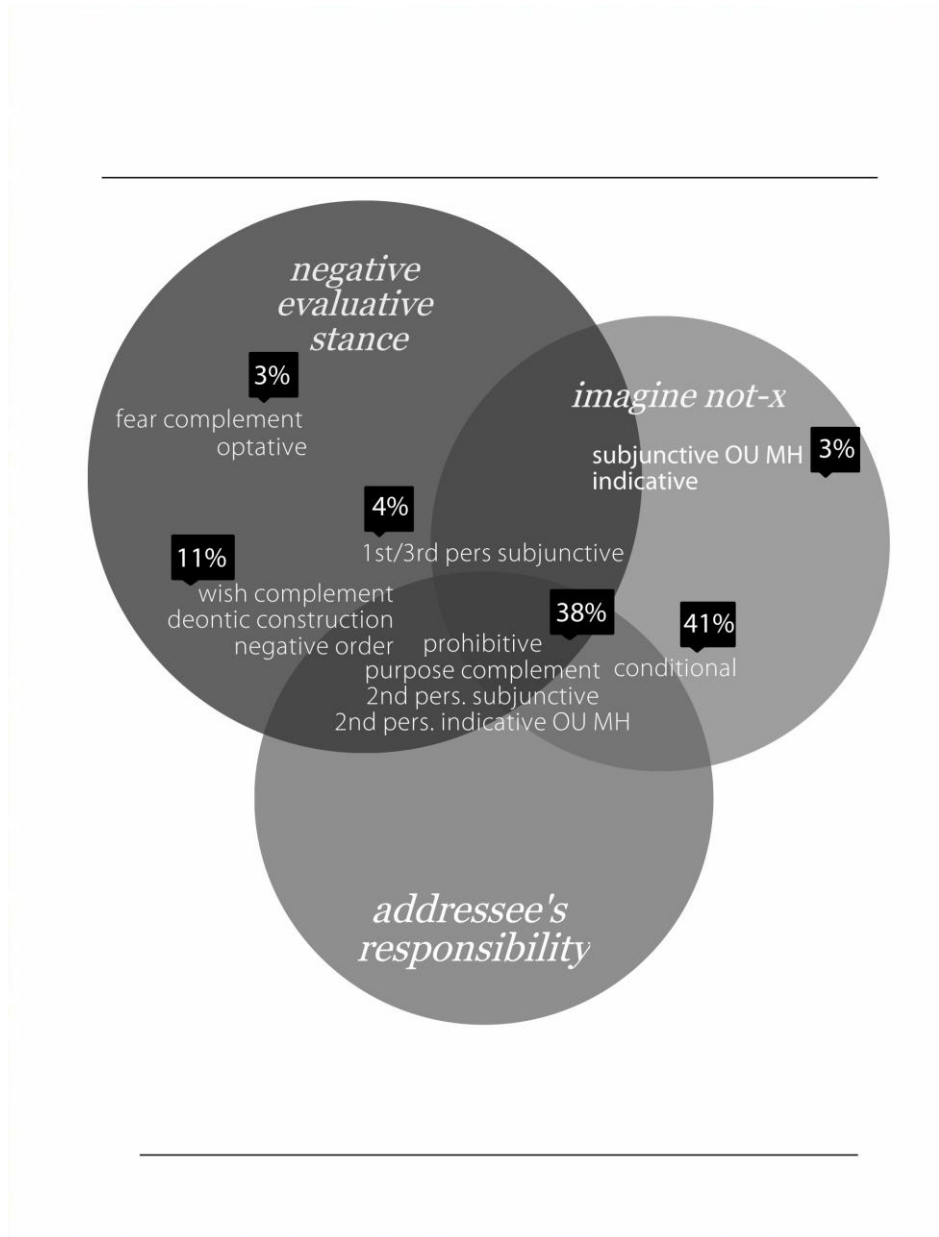 negative
evaluative
stance
3%
fear complement
optative
imagine not-x
subjunctive OU MH
indicative
3%
4%
1st/3rd pers subjunctive
11%
wish complement
deontic construction
negative order
38%
prohibitive
purpose complement
2nd pers. subjunctive
2nd pers. indicative OU MH
41%
conditional
addressee's
responsibility